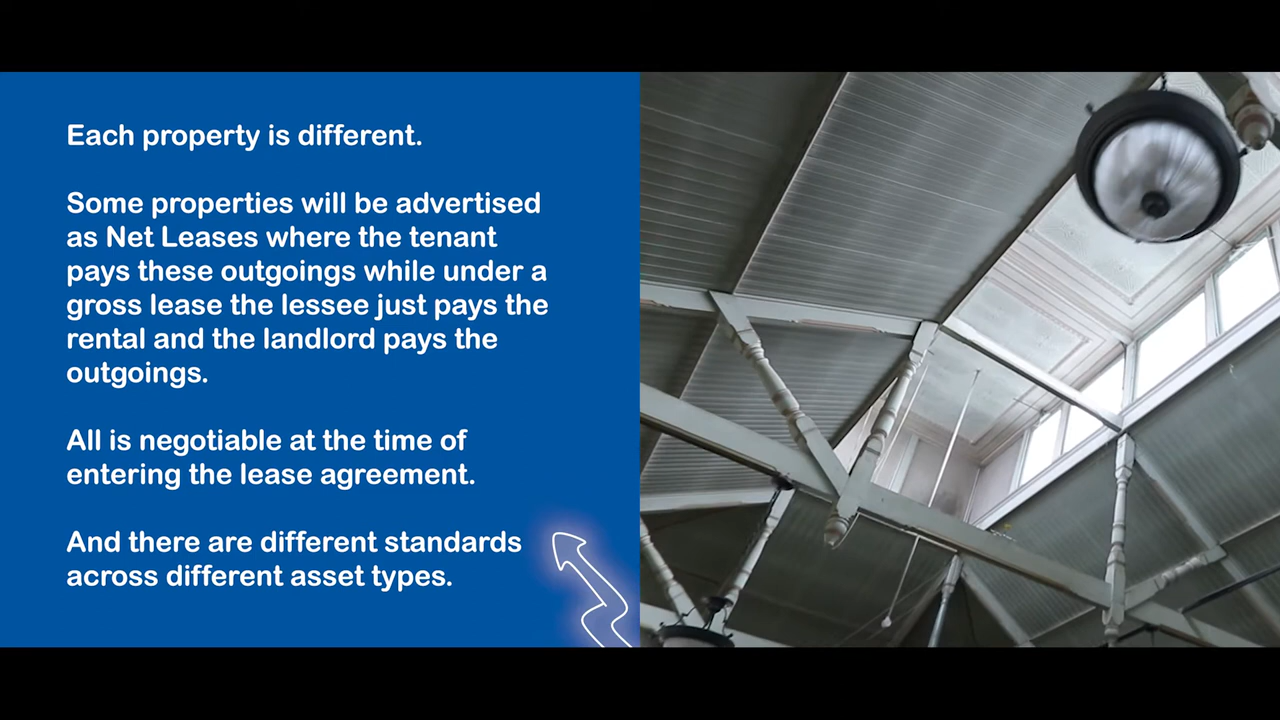 Each property is different.
Some properties will be advertised
as Net Leases where the tenant
pays these outgoings while under a
gross lease the lessee just pays the
rental and the landlord pays the
outgoings.
All is negotiable at the time of
entering the lease agreement.
And there are different standards
across different asset types.